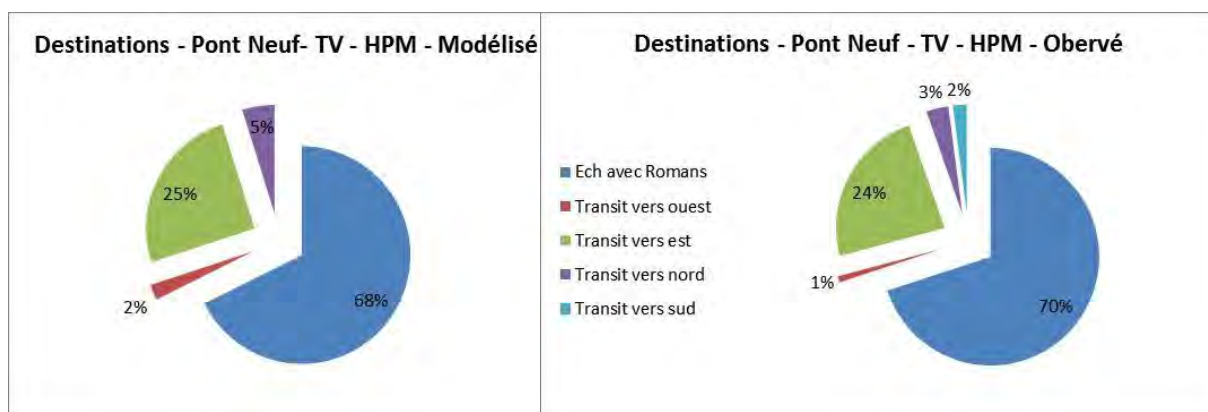 Destinations - Pont Neuf- TV - HPM - Modélisé
5%
25%
2%
68%
Destinations - Pont Neuf - TV - HPM - Obervé
3%
2%
24%
1%
70%
Ech avec Romans
Transit vers ouest
Transit vers est
Transit vers nord
Transit vers sud